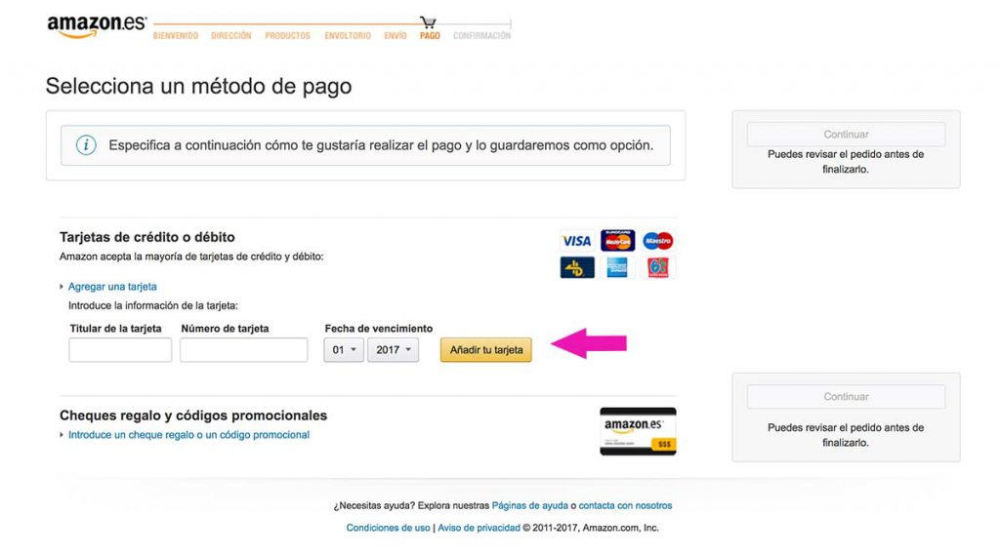 amazon.es
BIENVENIDO DIRECCIÓN PRODUCTOS ENVOLTORIO ENVÍO PAGO CONFIRMACIÓN
Selecciona un método de pago
Especifica a continuación cómo te gustaría realizar el pago y lo guardaremos como opción.
Continuar
Puedes revisar el pedido antes de
finalizarlo.
Tarjetas de crédito o débito
Amazon acepta la mayoría de tarjetas de crédito y débito:
VISA EUROCARD MasterCard Maestro
Agregar una tarjeta
Introduce la información de la tarjeta:
Titular de la tarjeta Número de tarjeta Fecha de vencimiento
01 2017 Añadir tu tarjeta
Continuar
Puedes revisar el pedido antes de
finalizarlo.
Cheques regalo y códigos promocionales
Introduce un cheque regalo o un código promocional
amazon.es
$$$
¿Necesitas ayuda? Explora nuestras Páginas de ayuda o contacta con nosotros
Condiciones de uso | Aviso de privacidad © 2011-2017, Amazon.com, Inc.